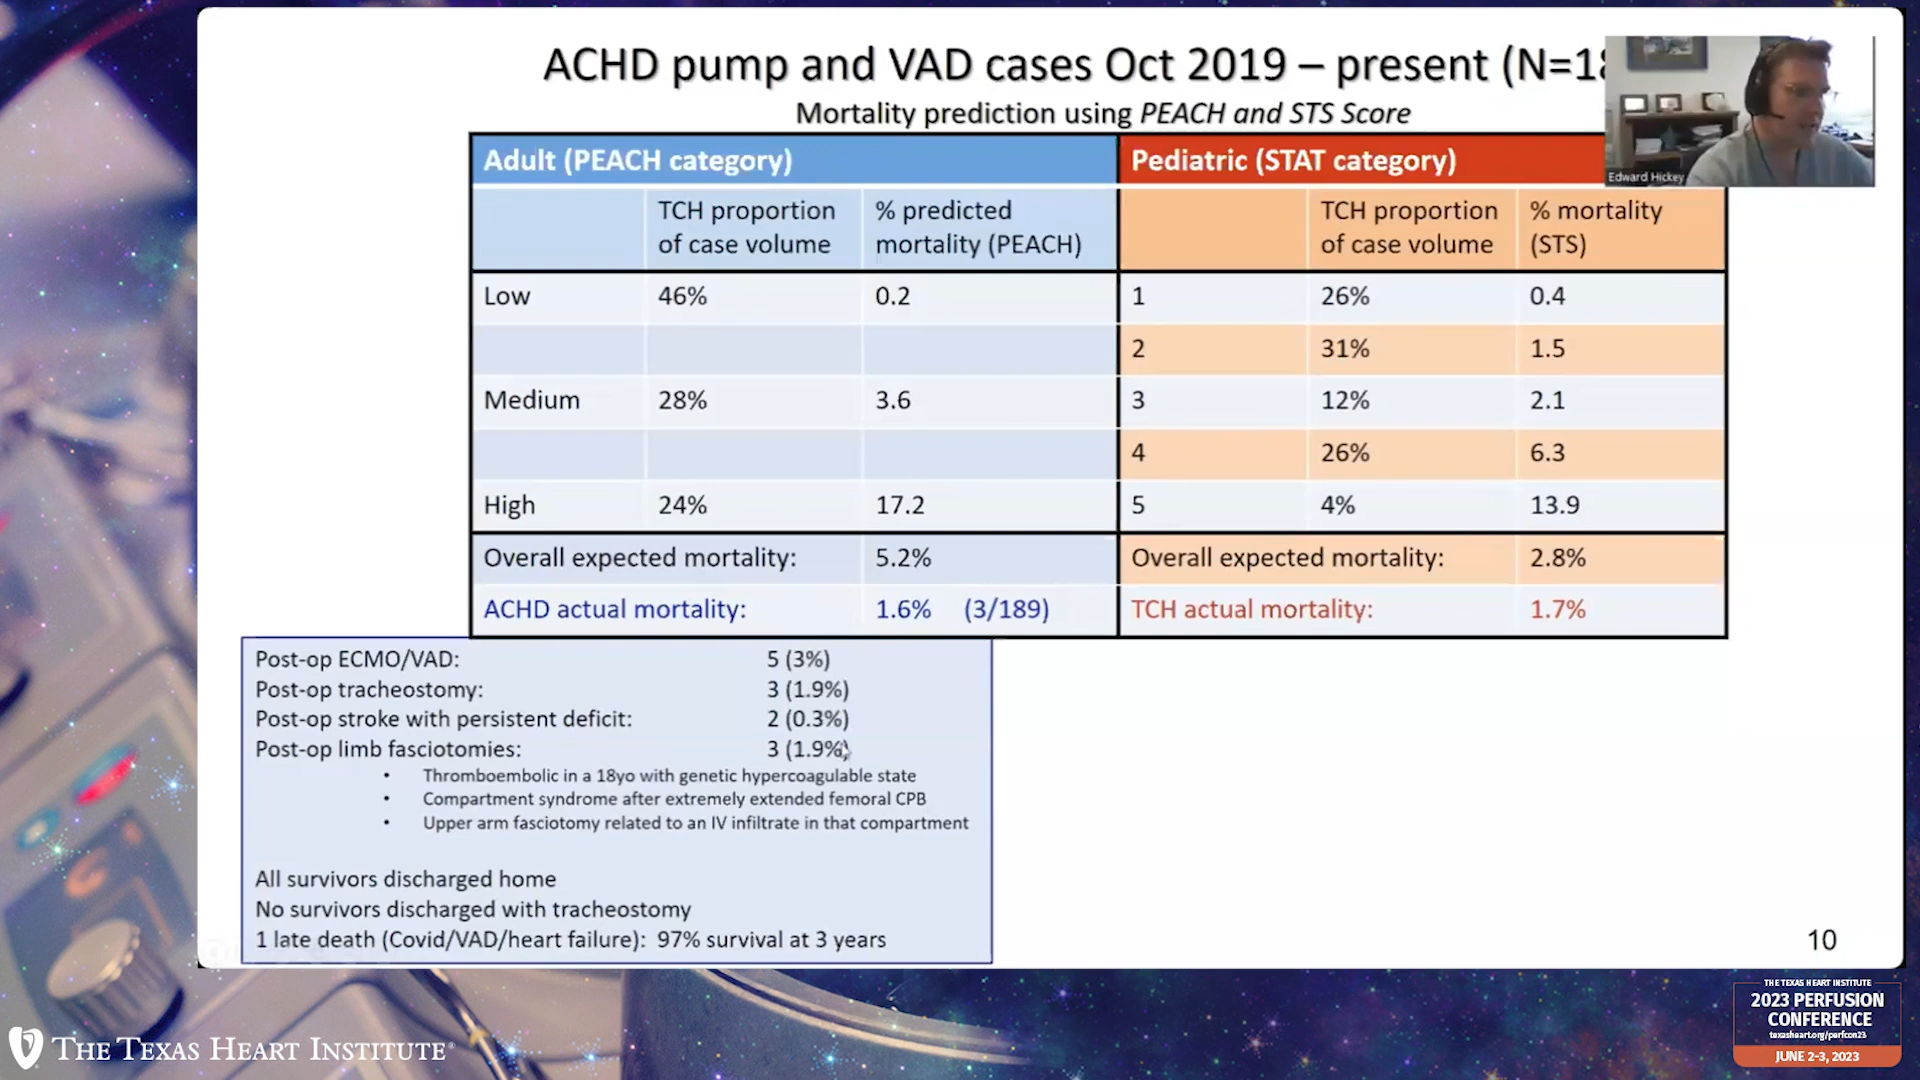 ACHD pump and VAD cases Oct 2019 – present (N=18
Mortality prediction using PEACH and STS Score
Edward Hickey
Adult (PEACH category) Pediatric (STAT category)
TCH proportion of case volume % predicted mortality (PEACH) TCH proportion of case volume % mortality (STS)
Low 46% 0.2 1 26% 0.4
2 31% 1.5
Medium 28% 3.6 3 12% 2.1
4 26% 6.3
High 24% 17.2 5 4% 13.9
Overall expected mortality: 5.2% Overall expected mortality: 2.8%
ACHD actual mortality: 1.6% (3/189) TCH actual mortality: 1.7%
Post-op ECMO/VAD: 5 (3%)
Post-op tracheostomy: 3 (1.9%)
Post-op stroke with persistent deficit: 2 (0.3%)
Post-op limb fasciotomies: 3 (1.9%)
• Thromboembolic in a 18yo with genetic hypercoagulable state
• Compartment syndrome after extremely extended femoral CPB
• Upper arm fasciotomy related to an IV infiltrate in that compartment
All survivors discharged home
No survivors discharged with tracheostomy
1 late death (Covid/VAD/heart failure): 97% survival at 3 years
10
THE TEXAS HEART INSTITUTE®
THE TEXAS HEART INSTITUTE
2023 PERFUSION
CONFERENCE
texasheart.org/perfcon23
JUNE 2-3, 2023